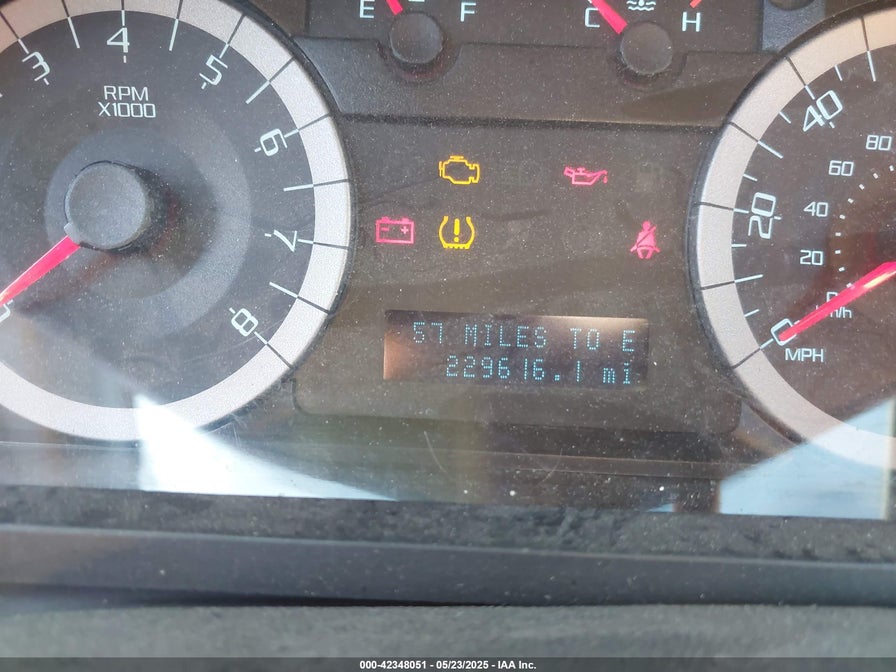 E F
C H
3 4 5 6 7 8
RPM
X1000
40
20
0
80
60
40
20
MPH
57 MILES TO E
229616.1 mi
000-42348051 - 05/23/2025 - IAA Inc.